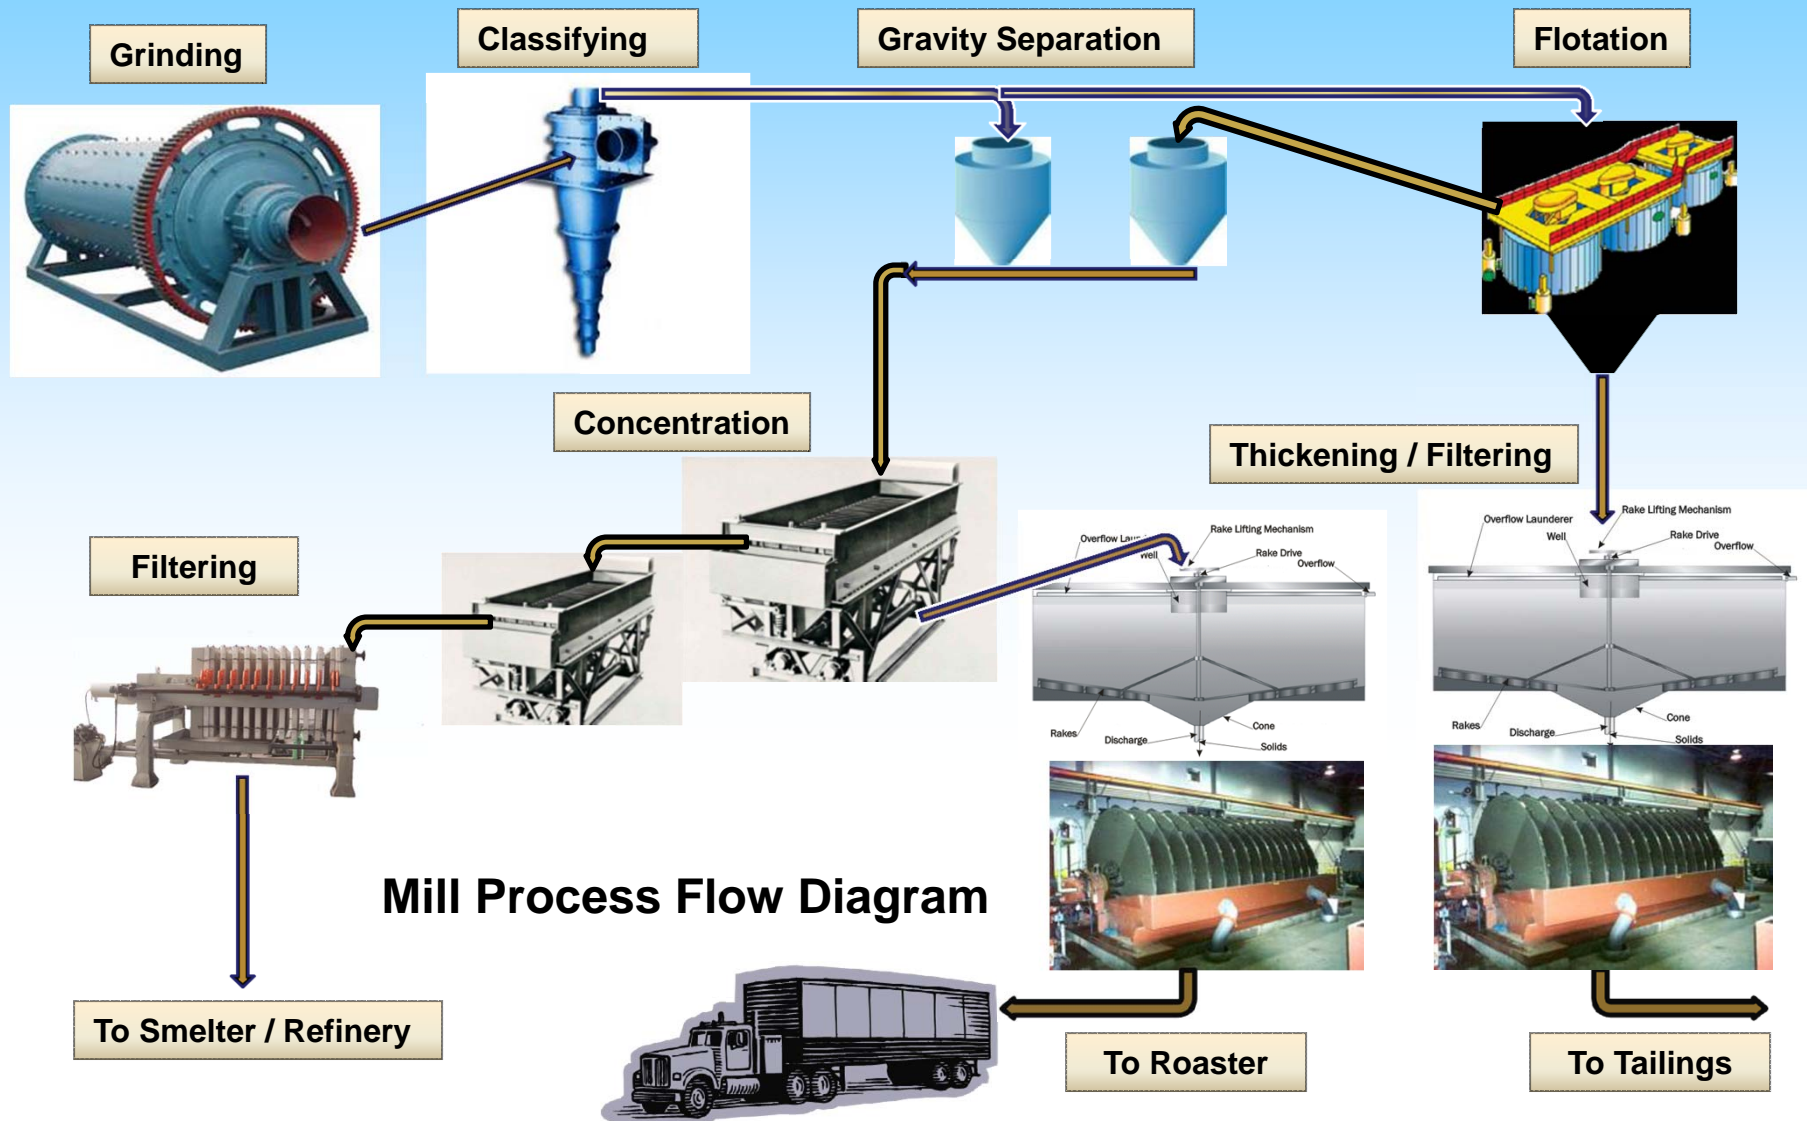 Grinding
Classifying
Gravity Separation
Flotation
Concentration
Thickening / Filtering
Filtering
Rake Lifting Mechanism
Well
Rake Drive
Overflow
Rakes
Discharge
Cone
Solids
Overflow Launderer
Rake Lifting Mechanism
Well
Rake Drive
Overflow
Rakes
Discharge
Cone
Solids
Mill Process Flow Diagram
To Smelter / Refinery
To Roaster
To Tailings